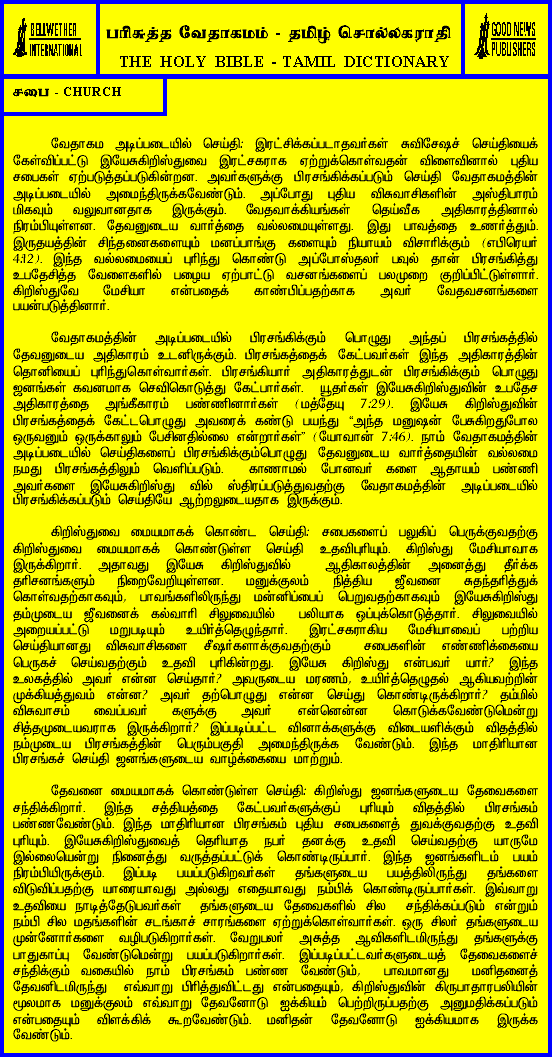 BELLWETHER
INTERNATIONAL
பரிசுத்த வேதாகமம் - தமிழ் சொல்லகராதி
THE HOLY BIBLE - TAMIL DICTIONARY
GOOD NEWS
PUBLISHERS
சபை - CHURCH
வேதாகம அடிப்படையில் செய்தி: இரட்சிக்கப்படாதவர்கள் சுவிசேஷச் செய்தியைக்
கேள்விப்பட்டு இயேசுகிறிஸ்துவை இரட்சகராக ஏற்றுக்கொள்வதன் விளைவினால் புதிய
சபைகள் ஏற்படுத்தப்படுகின்றன. அவர்களுக்கு பிரசங்கிக்கப்படும் செய்தி வேதாகமத்தின்
அடிப்படையில் அமைந்திருக்கவேண்டும். அப்போது புதிய விசுவாசிகளின் அஸ்திபாரம்
மிகவும் வலுவானதாக இருக்கும். வேதவாக்கியங்கள் தெய்வீக அதிகாரத்தினால்
நிரம்பியுள்ளன. தேவனுடைய வார்த்தை வல்லமையுள்ளது. இது பாவத்தை உணர்த்தும்.
இருதயத்தின் சிந்தனைகளையும் மனப்பாங்கு களையும் நியாயம் விசாரிக்கும் (எபிரெயர்
4:12). இந்த வல்லமையைப் புரிந்து கொண்டு அப்போஸ்தலர் பவுல் தான் பிரசங்கித்து
உபதேசித்த வேளைகளில் பழைய ஏற்பாட்டு வசனங்களைப் பலமுறை குறிப்பிட்டுள்ளார்.
கிறிஸ்துவே மேசியா என்பதைக் காண்பிப்பதற்காக அவர் வேதவசனங்களை
பயன்படுத்தினார்.
வேதாகமத்தின் அடிப்படையில் பிரசங்கிக்கும் பொழுது அந்தப் பிரசங்கத்தில்
தேவனுடைய அதிகாரம் உடனிருக்கும். பிரசங்கத்தைக் கேட்பவர்கள் இந்த அதிகாரத்தின்
தொனியைப் புரிந்துகொள்வார்கள். பிரசங்கியார் அதிகாரத்துடன் பிரசங்கிக்கும் பொழுது
ஜனங்கள் கவனமாக செவிகொடுத்து கேட்பார்கள். யூதர்கள் இயேசுகிறிஸ்துவின் உபதேச
அதிகாரத்தை அங்கீகாரம் பண்ணினார்கள் (மத்தேயு 7:29). இயேசு கிறிஸ்துவின்
பிரசங்கத்தைக் கேட்டபொழுது அவரைக் கண்டு பயந்து “அந்த மனுஷன் பேசுகிறதுபோல
ஒருவனும் ஒருக்காலும் பேசினதில்லை என்றார்கள்” (யோவான் 7:46). நாம் வேதாகமத்தின்
அடிப்படையில் செய்திகளைப் பிரசங்கிக்கும்பொழுது தேவனுடைய வார்த்தையின் வல்லமை
நமது பிரசங்கத்திலும் வெளிப்படும். காணாமல் போனவர் களை ஆதாயம் பண்ணி
அவர்களை இயேசுகிறிஸ்து வில் ஸ்திரப்படுத்துவதற்கு வேதாகமத்தின் அடிப்படையில்
பிரசங்கிக்கப்படும் செய்தியே ஆற்றலுடையதாக இருக்கும்.
கிறிஸ்துவை மையமாகக் கொண்ட செய்தி: சபைகளைப் பலுகிப் பெருக்குவதற்கு
கிறிஸ்துவை மையமாகக் கொண்டுள்ள செய்தி உதவிபுரியும். கிறிஸ்து மேசியாவாக
இருக்கிறார். அதாவது இயேசு கிறிஸ்துவில் ஆதிகாலத்தின் அனைத்து தீர்க்க
தரிசனங்களும் நிறைவேறியுள்ளன. மனுக்குலம் நித்திய ஜீவனை சுதந்தரித்துக்
கொள்வதற்காகவும், பாவங்களிலிருந்து மன்னிப்பைப் பெறுவதற்காகவும் இயேசுகிறிஸ்து
தம்முடைய ஜீவனைக் கல்வாரி சிலுவையில் பலியாக ஒப்புக்கொடுத்தார். சிலுவையில்
அறையப்பட்டு மறுபடியும் உயிர்த்தெழுந்தார். இரட்சகராகிய மேசியாவைப் பற்றிய
செய்தியானது விசுவாசிகளை சீஷர்களாக்குவதற்கும் சபைகளின் எண்ணிக்கையை
பெருகச் செய்வதற்கும் உதவி புரிகின்றது. இயேசு கிறிஸ்து என்பவர் யார்? இந்த
உலகத்தில் அவர் என்ன செய்தார்? அவருடைய மரணம், உயிர்த்தெழுதல் ஆகியவற்றின்
முக்கியத்துவம் என்ன? அவர் தற்பொழுது என்ன செய்து கொண்டிருக்கிறார்? தம்மில்
விசுவாசம் வைப்பவர் களுக்கு அவர் என்னென்ன கொடுக்கவேண்டுமென்று
சித்தமுடையவராக இருக்கிறார்? இப்படிப்பட்ட வினாக்களுக்கு விடையளிக்கும் விதத்தில்
நம்முடைய பிரசங்கத்தின் பெரும்பகுதி அமைந்திருக்க வேண்டும். இந்த மாதிரியான
பிரசங்கச் செய்தி ஜனங்களுடைய வாழ்க்கையை மாற்றும்.
தேவனை மையமாகக் கொண்டுள்ள செய்தி: கிறிஸ்து ஜனங்களுடைய தேவைகளை
சந்திக்கிறார். இந்த சத்தியத்தை கேட்பவர்களுக்குப் புரியும் விதத்தில் பிரசங்கம்
பண்ணவேண்டும். இந்த மாதிரியான பிரசங்கம் புதிய சபைகளைத் துவக்குவதற்கு உதவி
புரியும். இயேசுகிறிஸ்துவைத் தெரியாத நபர் தனக்கு உதவி செய்வதற்கு யாருமே
இல்லையென்று நினைத்து வருத்தப்பட்டுக் கொண்டிருப்பார். இந்த ஜனங்களிடம் பயம்
நிரம்பியிருக்கும். இப்படி பயப்படுகிறவர்கள் தங்களுடைய பயத்திலிருந்து தங்களை
விடுவிப்பதற்கு யாரையாவது அல்லது எதையாவது நம்பிக் கொண்டிருப்பார்கள். இவ்வாறு
உதவியை நாடித்தேடுபவர்கள் தங்களுடைய தேவைகளில் சில சந்திக்கப்படும் என்றும்
நம்பி சில மதங்களின் சடங்காச் சாரங்களை ஏற்றுக்கொள்வார்கள். ஒரு சிலர் தங்களுடைய
முன்னோர்களை வழிபடுகிறார்கள். வேறுபலர் அசுத்த ஆவிகளிடமிருந்து தங்களுக்கு
பாதுகாப்பு வேண்டுமென்று பயப்படுகிறார்கள். இப்படிப்பட்டவர்களுடையத் தேவைகளைச்
சந்திக்கும் வகையில் நாம் பிரசங்கம் பண்ண வேண்டும், பாவமானது மனிதனைத்
தேவனிடமிருந்து எவ்வாறு பிரித்துவிட்டது என்பதையும், கிறிஸ்துவின் கிருபாதாரபலியின்
மூலமாக மனுக்குலம் எவ்வாறு தேவனோடு ஐக்கியம் பெற்றிருப்பதற்கு அனுமதிக்கப்படும்
என்பதையும் விளக்கிக் கூறவேண்டும். மனிதன் தேவனோடு ஐக்கியமாக இருக்க
வேண்டும்.